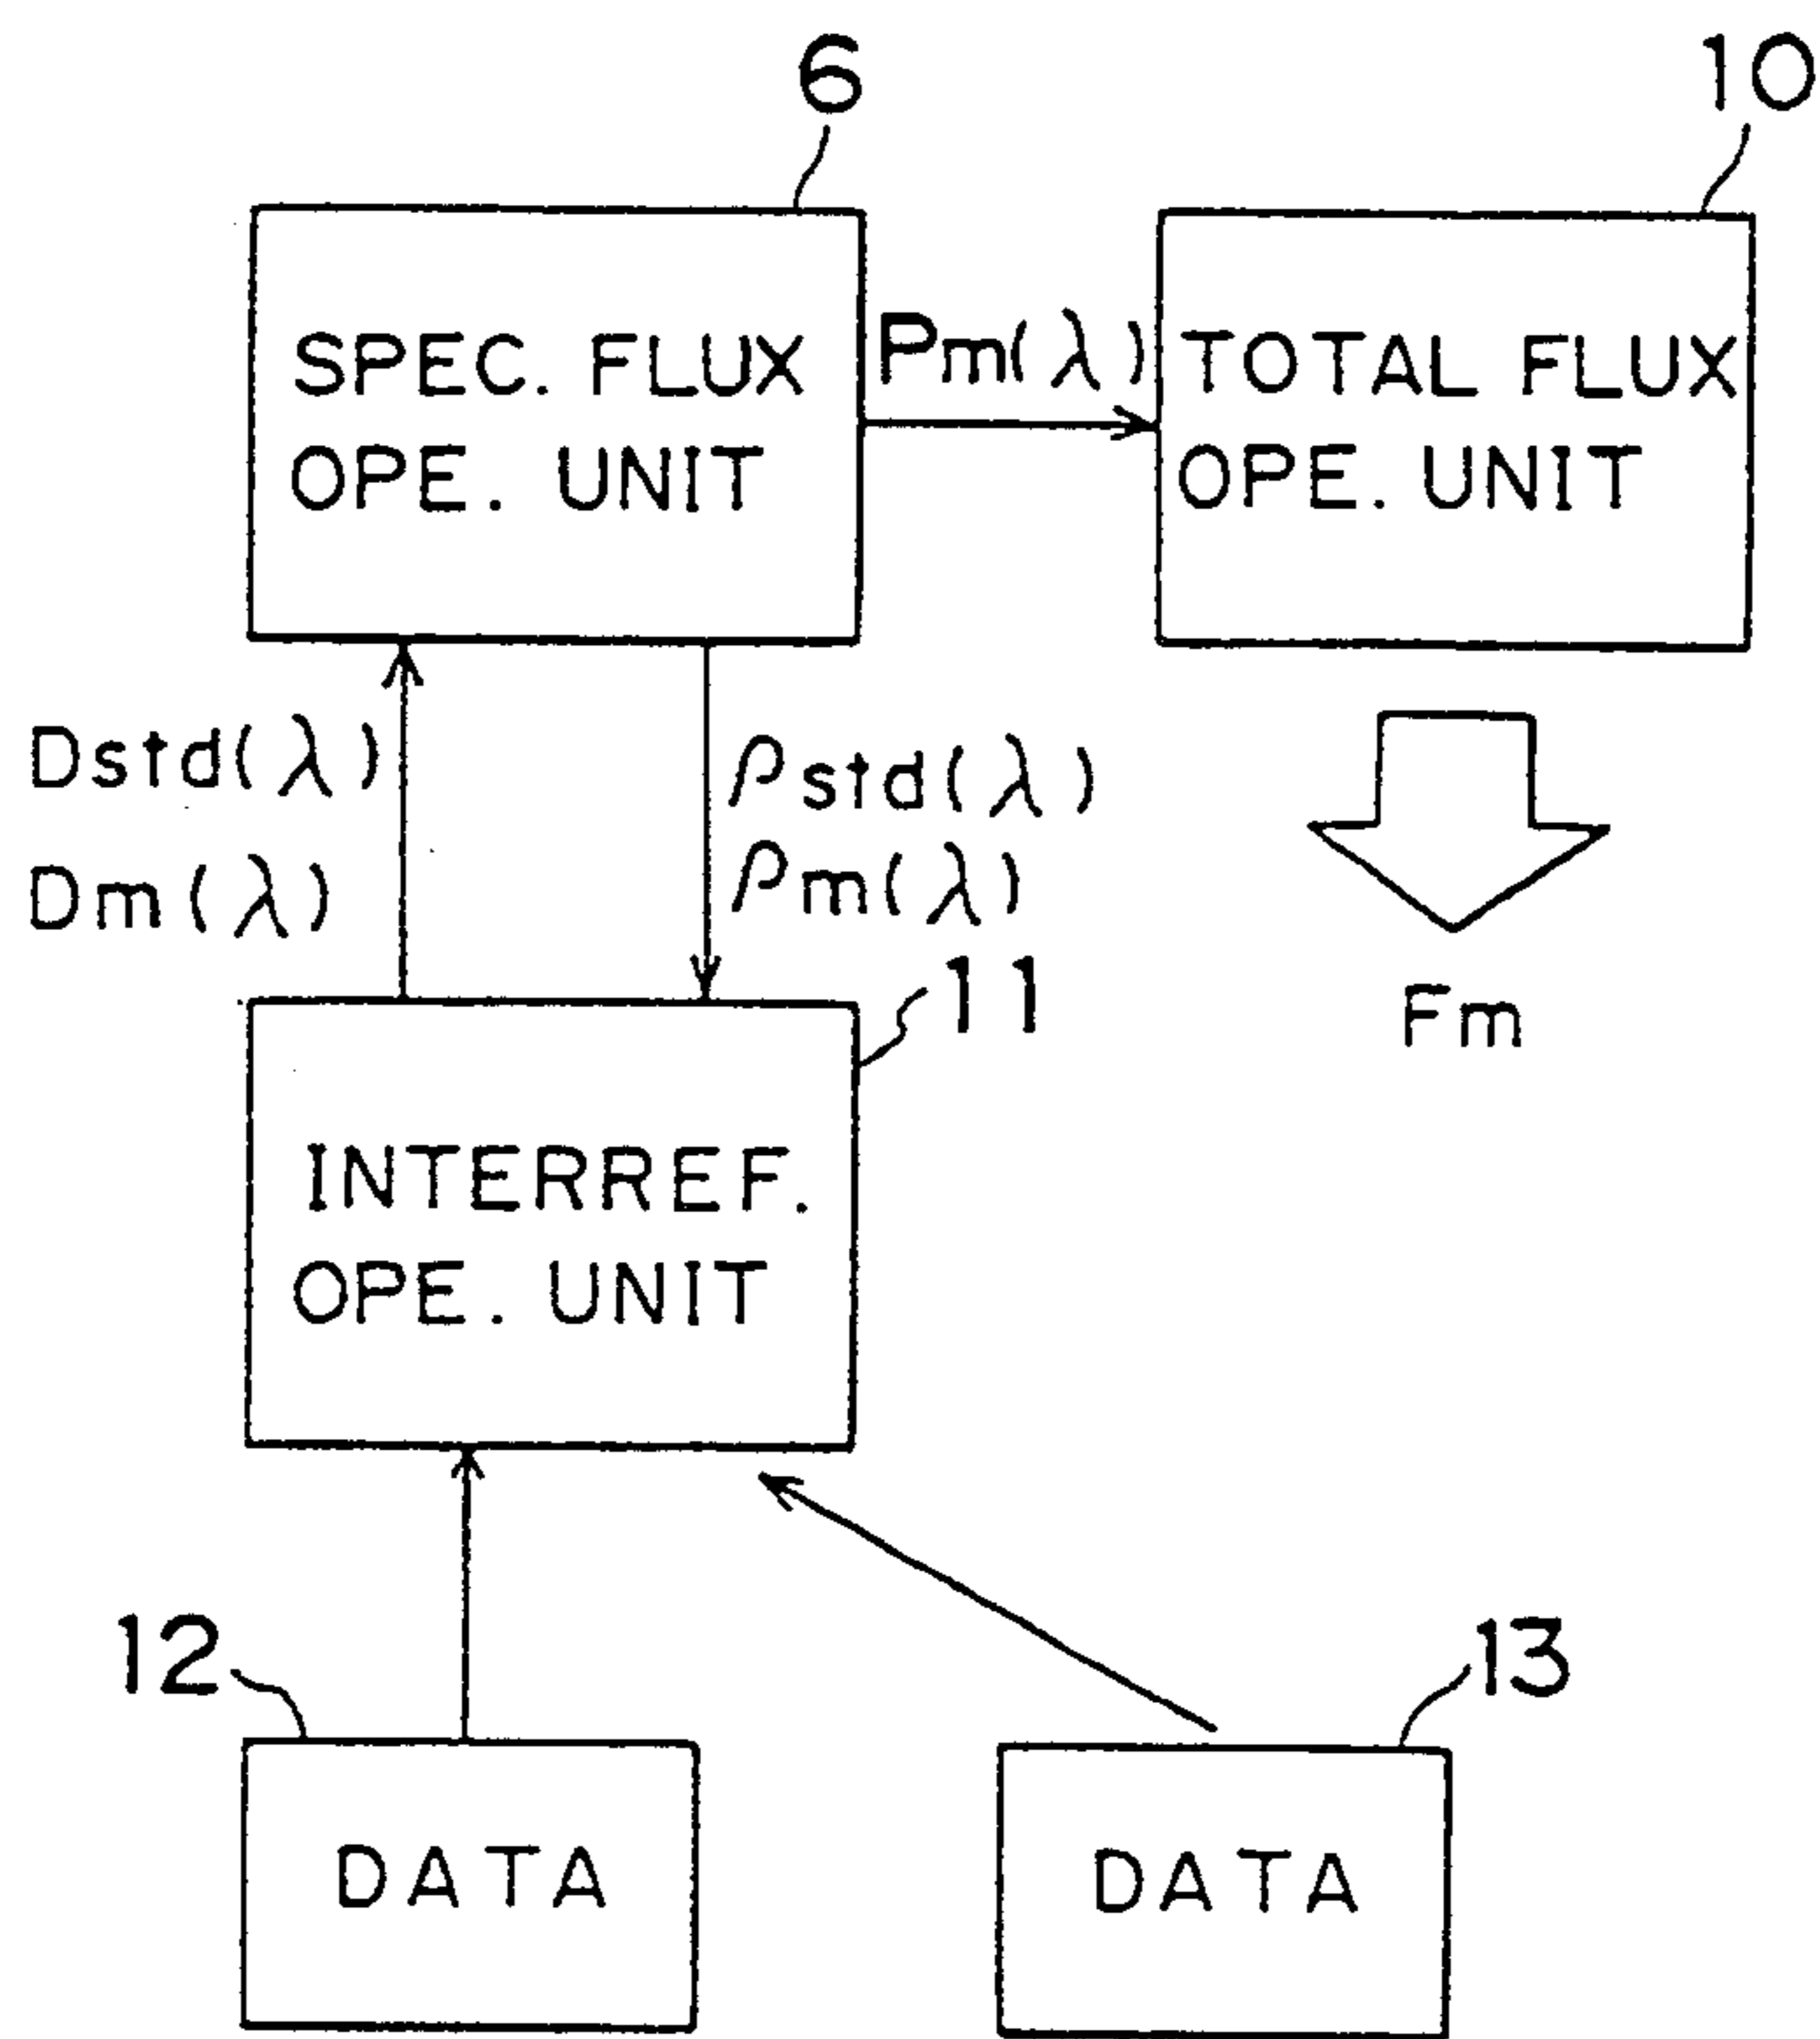 6
10
SPEC. FLUX
OPE. UNIT
Pm(λ)
TOTAL FLUX
OPE. UNIT
Dstd(λ)
Dm(λ)
ρstd(λ)
ρm(λ)
Fm
11
INTERREF.
OPE. UNIT
12
13
DATA
DATA